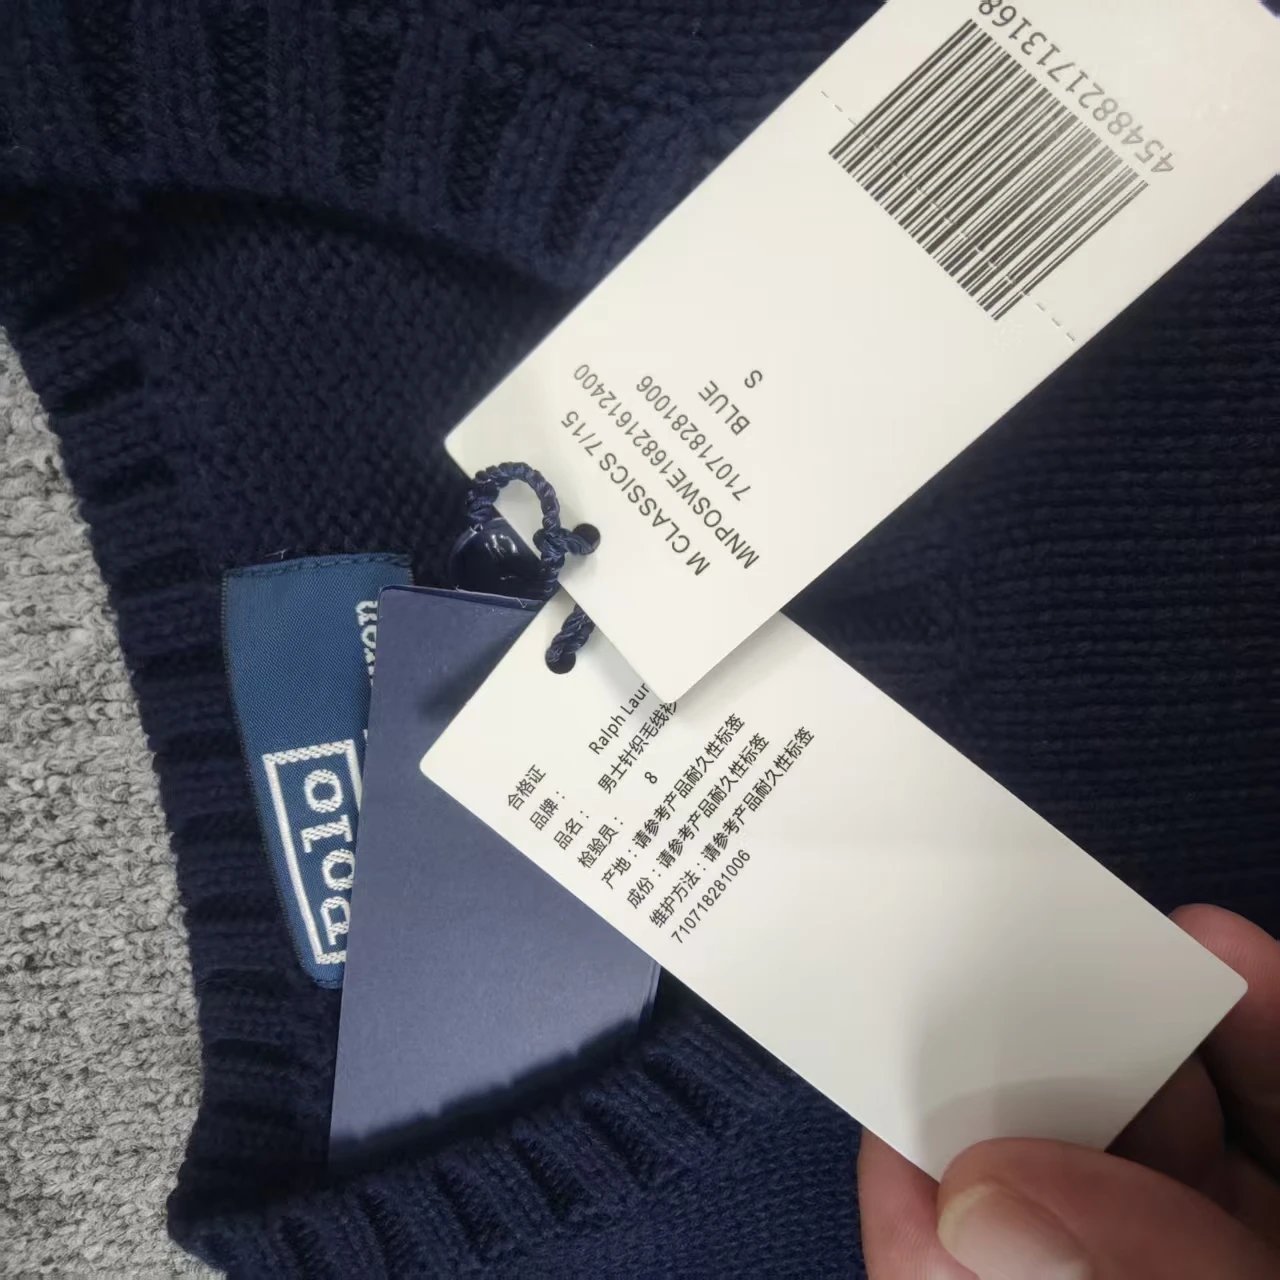 4548821713168
M CLASSICS 7/15
MNPOSWE16821612400
710718281006
BLUE
S
合格证
品牌： Ralph Laur
品名： 男士针织毛线衫
检验员： 8
产地：请参考产品耐久性标签
成份：请参考产品耐久性标签
维护方法：请参考产品耐久性标签
710718281006
Polo